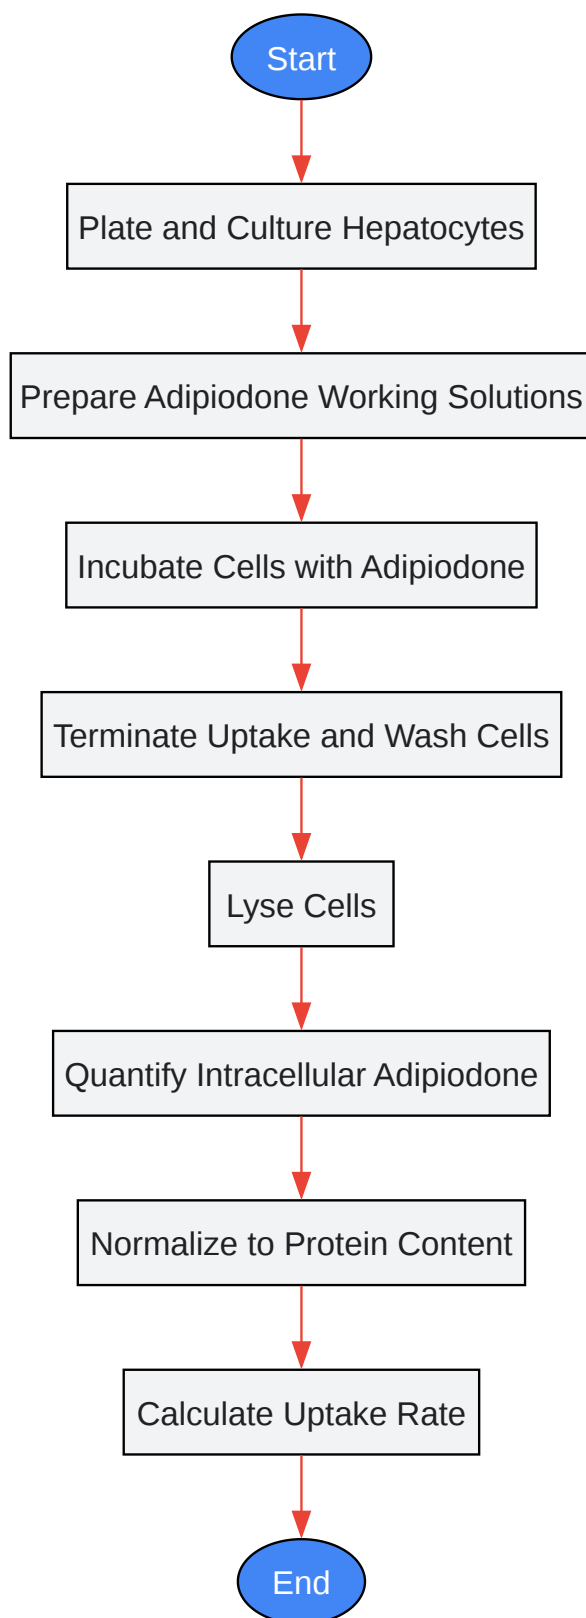 Start
Plate and Culture Hepatocytes
Prepare Adipiodone Working Solutions
Incubate Cells with Adipiodone
Terminate Uptake and Wash Cells
Lyse Cells
Quantify Intracellular Adipiodone
Normalize to Protein Content
Calculate Uptake Rate
End